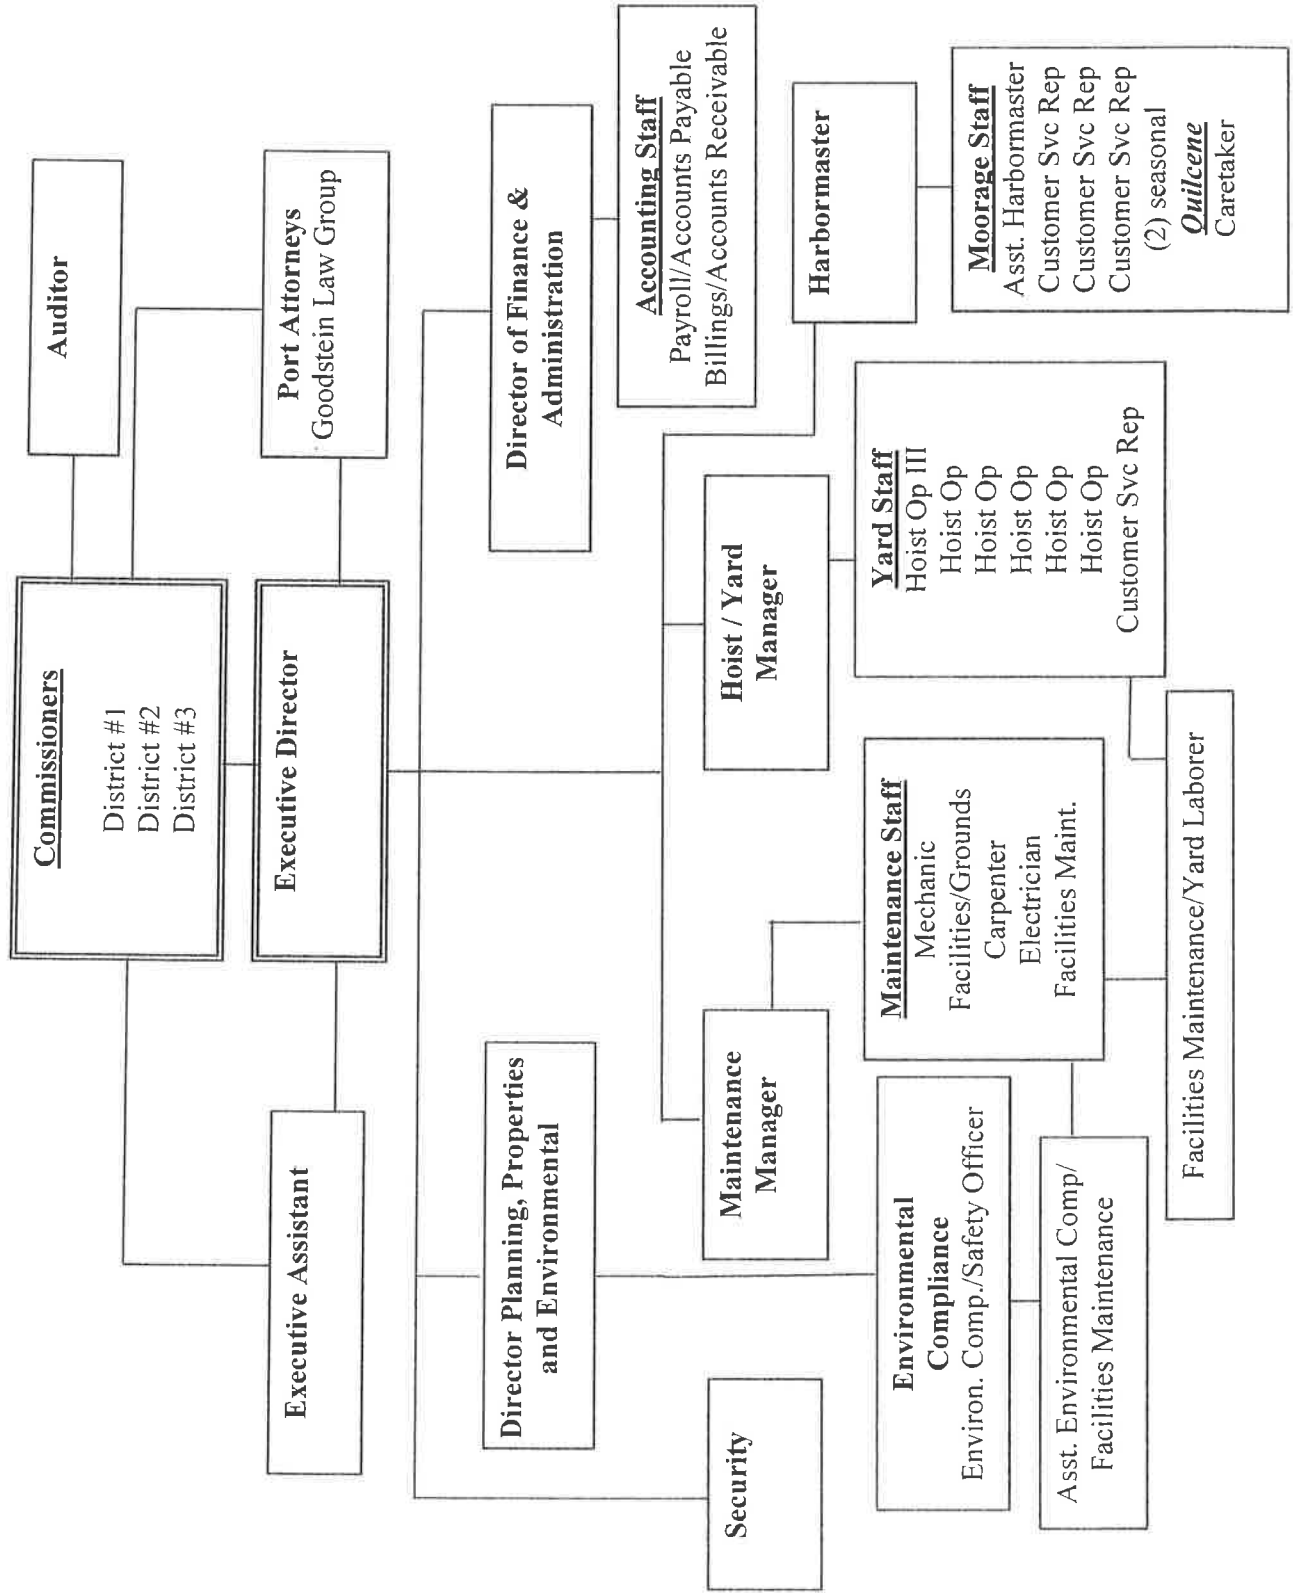 Commissioners
District #1
District #2
District #3
Auditor
Executive Assistant
Executive Director
Port Attorneys
Goodstein Law Group
Director Planning, Properties
and Environmental
Director of Finance &
Administration
Accounting Staff
Payroll/Accounts Payable
Billings/Accounts Receivable
Security
Maintenance
Manager
Hoist / Yard
Manager
Harbormaster
Environmental
Compliance
Environ. Comp./Safety Officer
Maintenance Staff
Mechanic
Facilities/Grounds
Carpenter
Electrician
Facilities Maint.
Yard Staff
Hoist Op III
Hoist Op
Hoist Op
Hoist Op
Hoist Op
Hoist Op
Customer Svc Rep
Moorage Staff
Asst. Harbormaster
Customer Svc Rep
Customer Svc Rep
Customer Svc Rep
(2) seasonal
Quilcene
Caretaker
Asst. Environmental Comp/
Facilities Maintenance
Facilities Maintenance/Yard Laborer